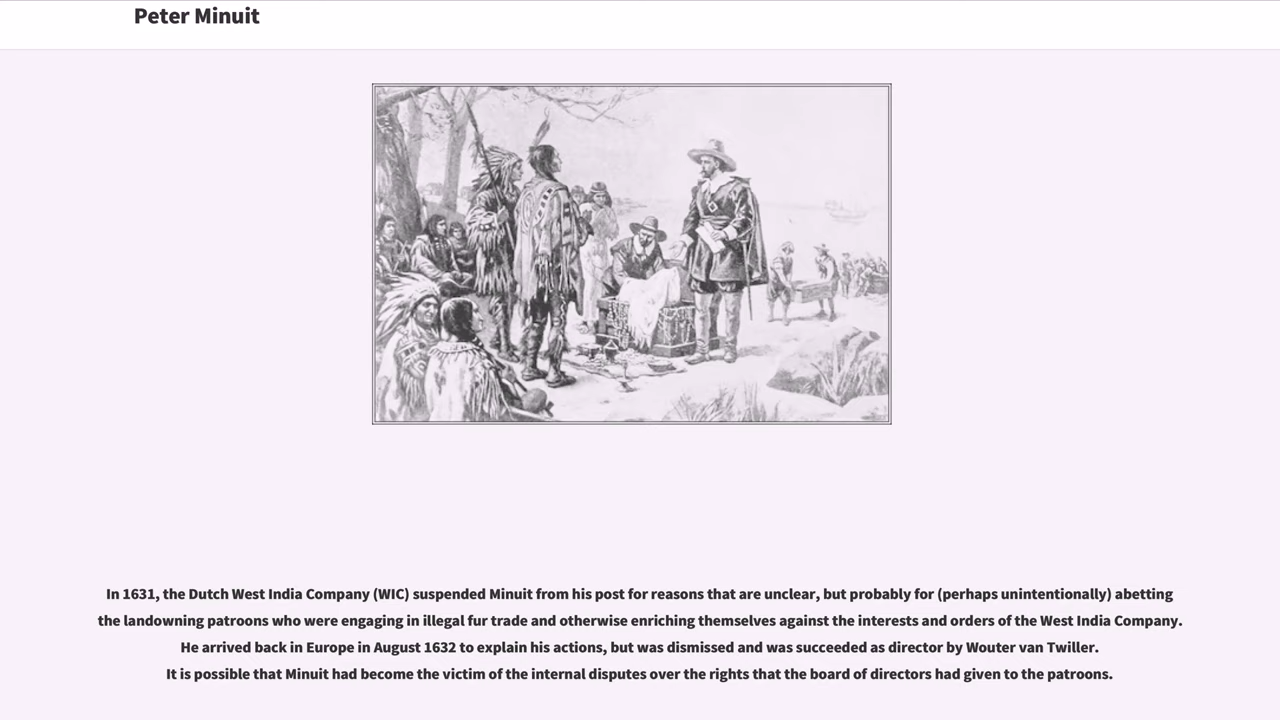 Peter Minuit
In 1631, the Dutch West India Company (WIC) suspended Minuit from his post for reasons that are unclear, but probably for (perhaps unintentionally) abetting
the landowning patroons who were engaging in illegal fur trade and otherwise enriching themselves against the interests and orders of the West India Company.
He arrived back in Europe in August 1632 to explain his actions, but was dismissed and was succeeded as director by Wouter van Twiller.
It is possible that Minuit had become the victim of the internal disputes over the rights that the board of directors had given to the patroons.